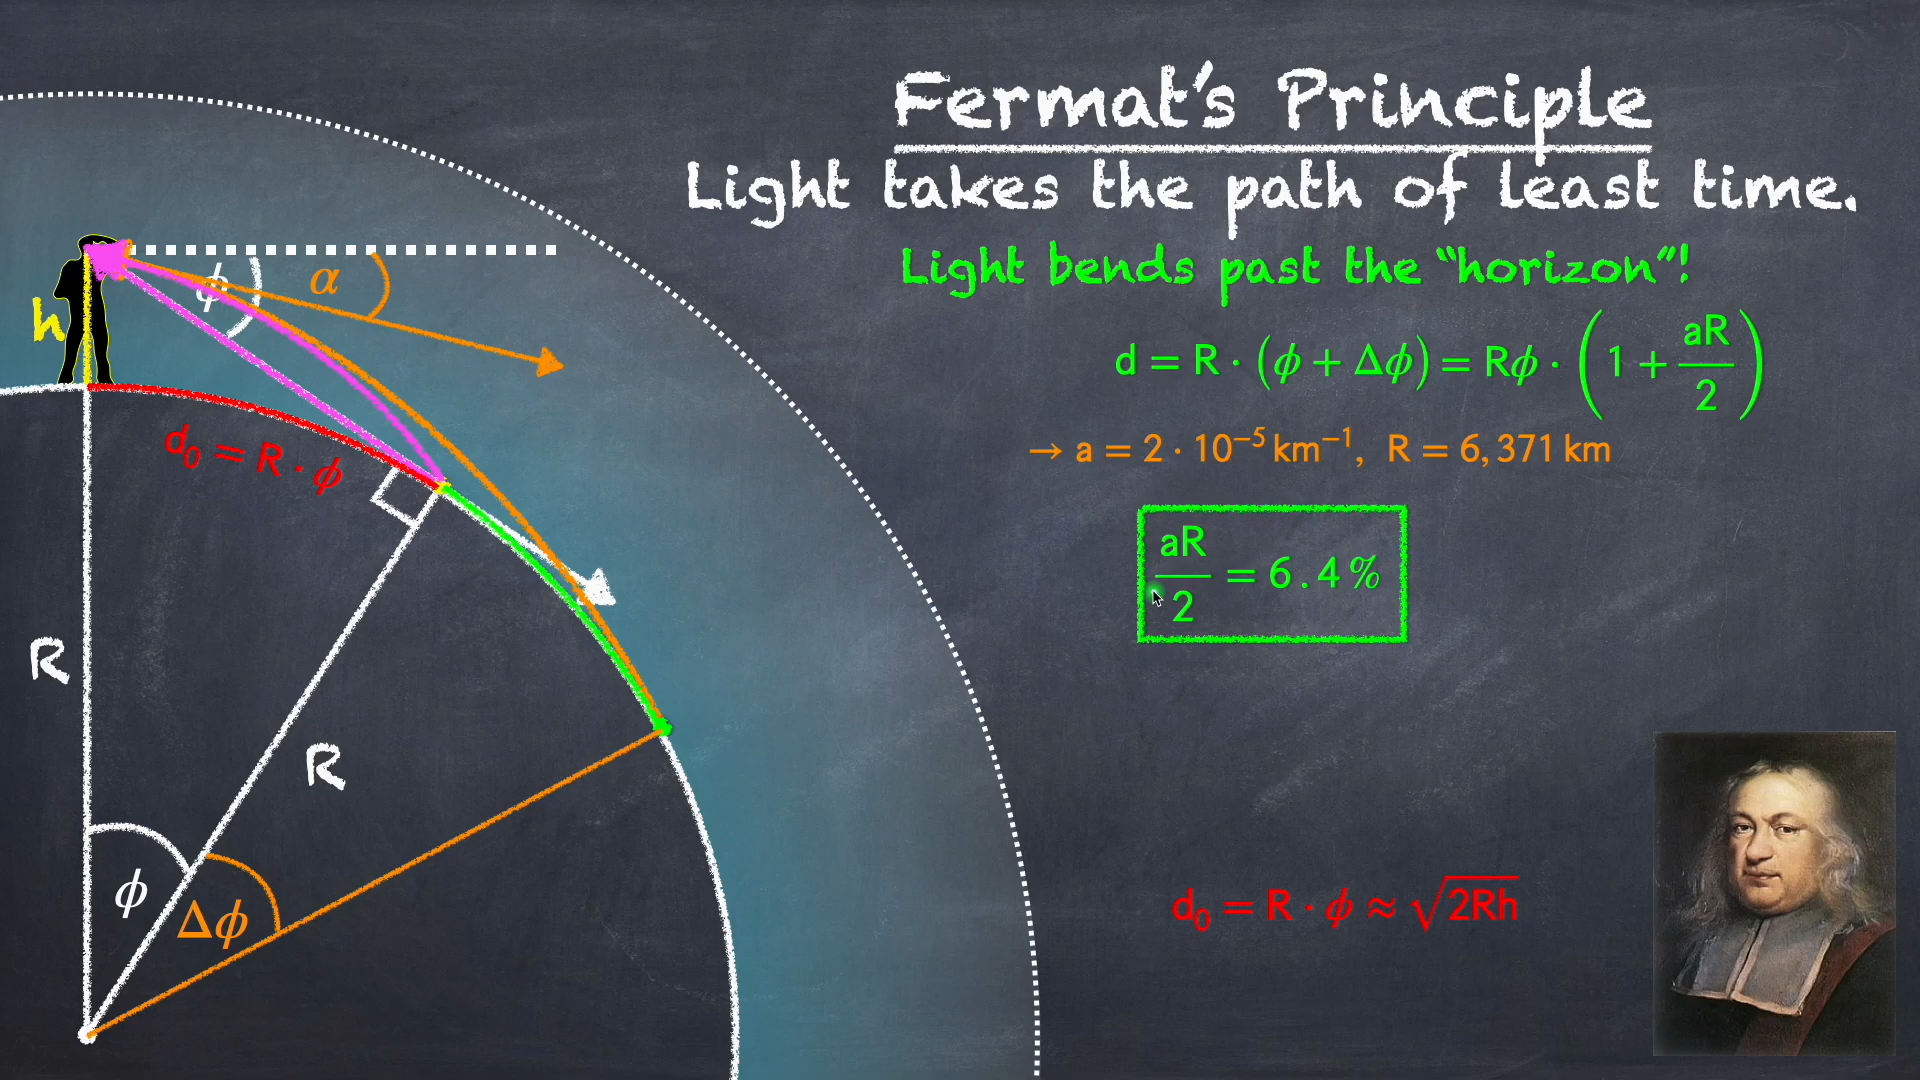 Fermat's Principle
Light takes the path of least time.
Light bends past the “horizon”!
d = R · (ϕ + Δϕ) = Rϕ · (1 + aR/2)
→ a = 2 · 10⁻⁵ km⁻¹, R = 6,371 km
aR/2 = 6.4 %
d₀ = R · ϕ ≈ √2Rh
ϕ
α
h
d₀ = R · ϕ
R
R
ϕ
Δϕ